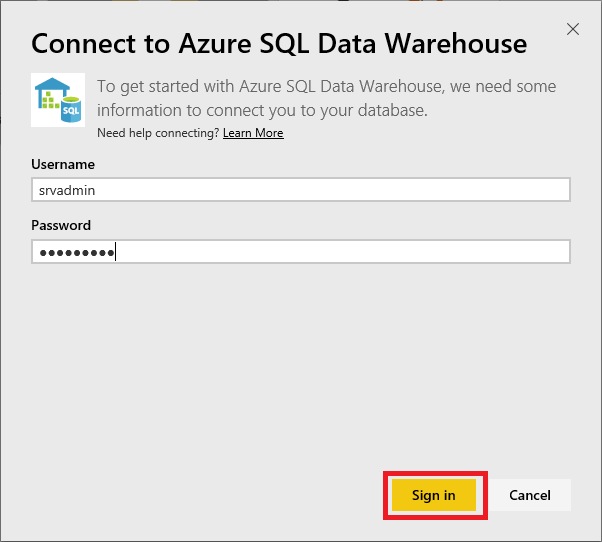 Connect to Azure SQL Data Warehouse
SQL
To get started with Azure SQL Data Warehouse, we need some
information to connect you to your database.
Need help connecting? Learn More
Username
srvadmin
Password
●●●●●●●●●
Sign in
Cancel